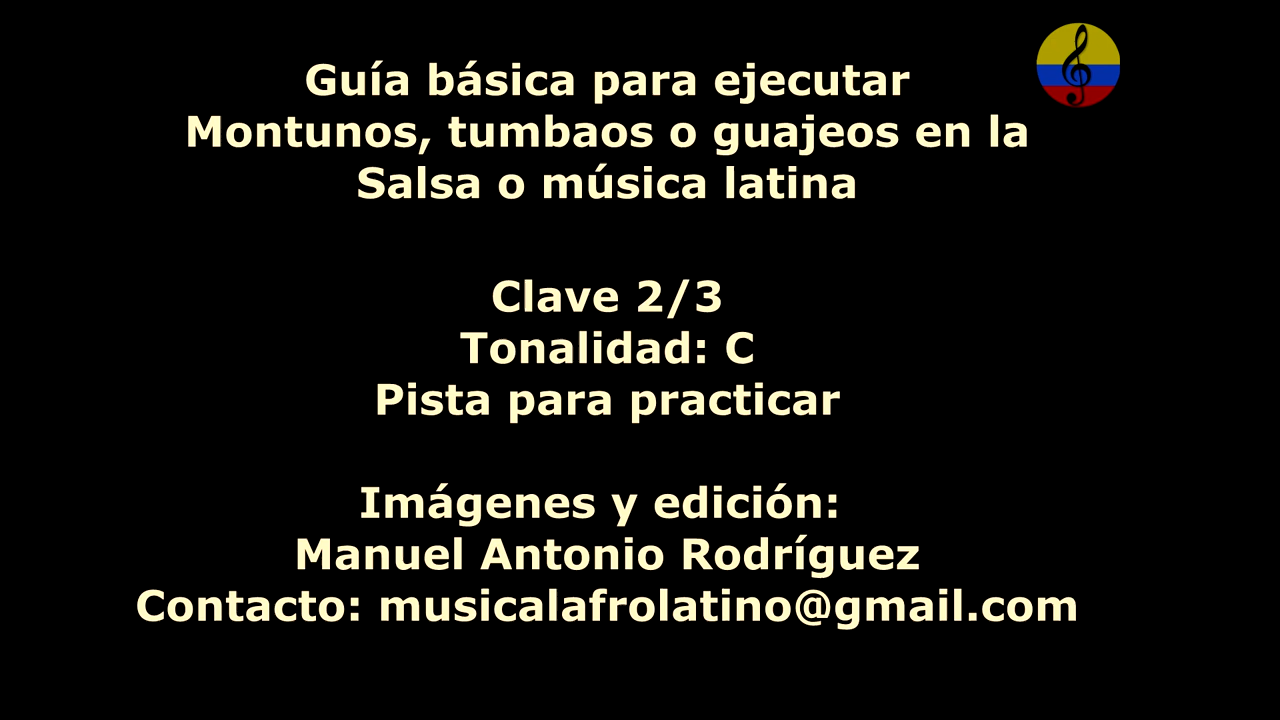 Guía básica para ejecutar
Montunos, tumbaos o guajeos en la
Salsa o música latina
Clave 2/3
Tonalidad: C
Pista para practicar
Imágenes y edición:
Manuel Antonio Rodríguez
Contacto: musicalafrolatino@gmail.com